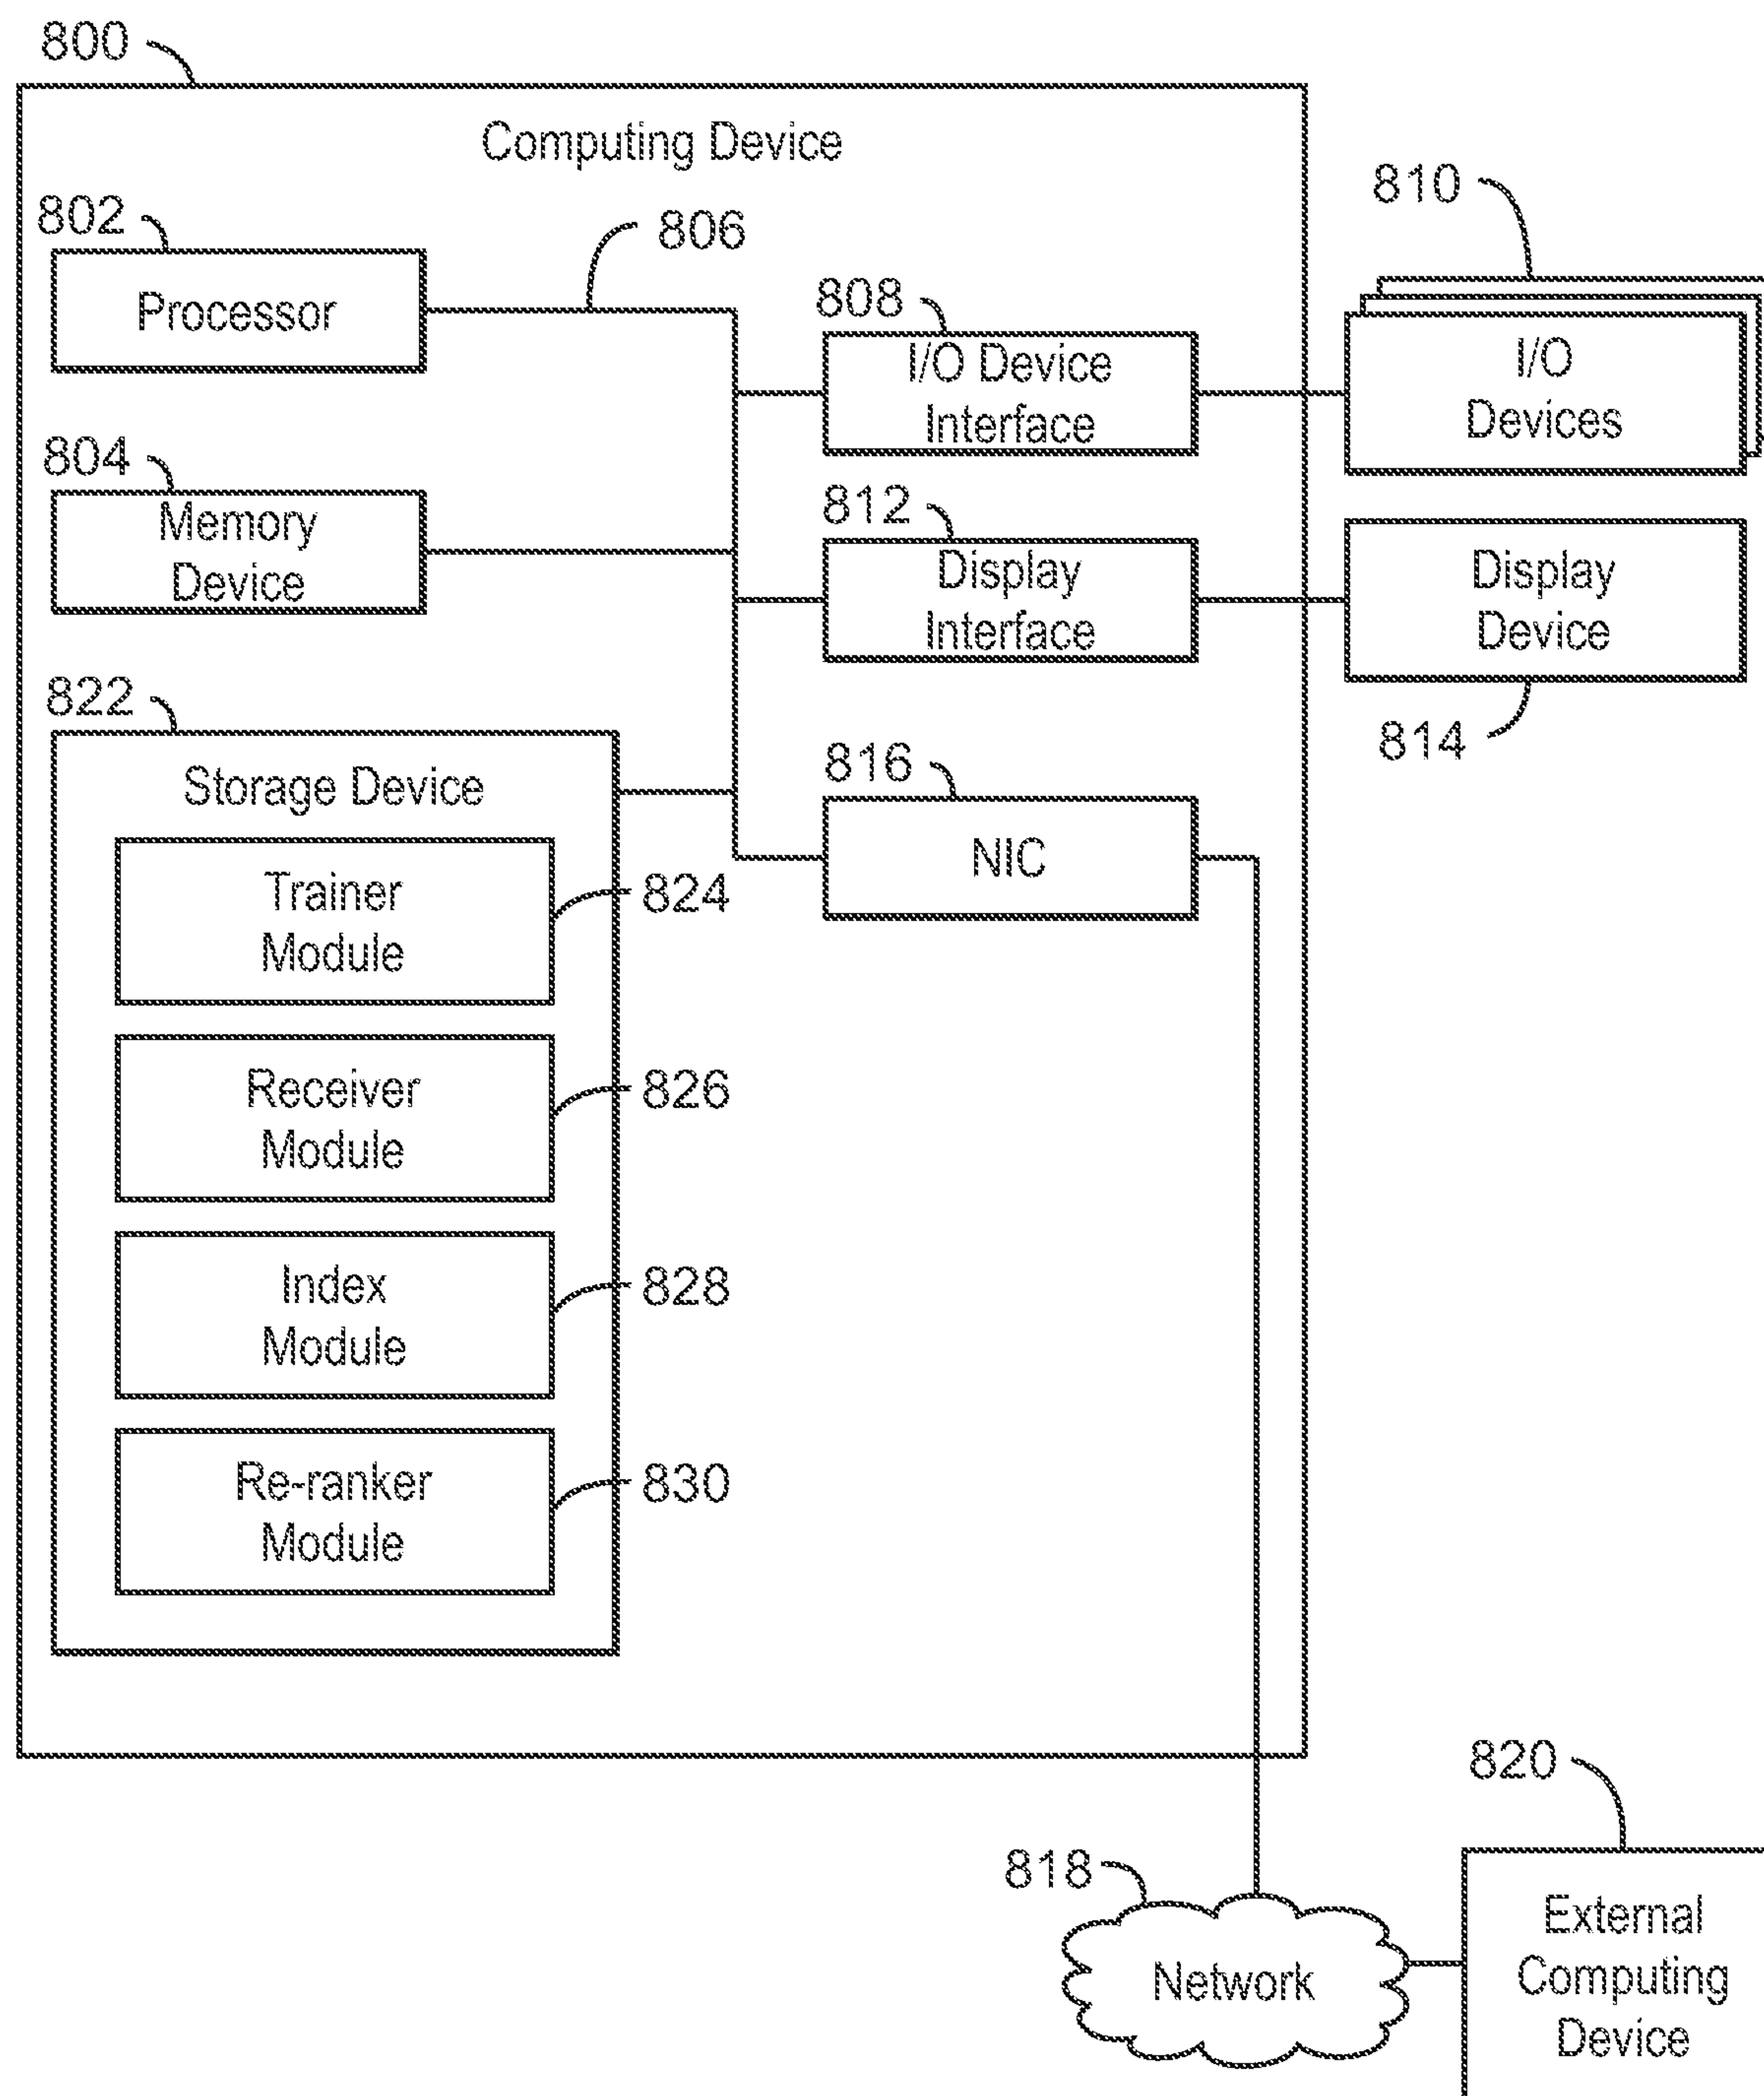 800
Computing Device
802
Processor
806
808
I/O Device
Interface
810
I/O
Devices
804
Memory
Device
812
Display
Interface
Display
Device
814
822
Storage Device
816
NIC
Trainer
Module
824
Receiver
Module
826
Index
Module
828
Re-ranker
Module
830
818
Network
820
External
Computing
Device